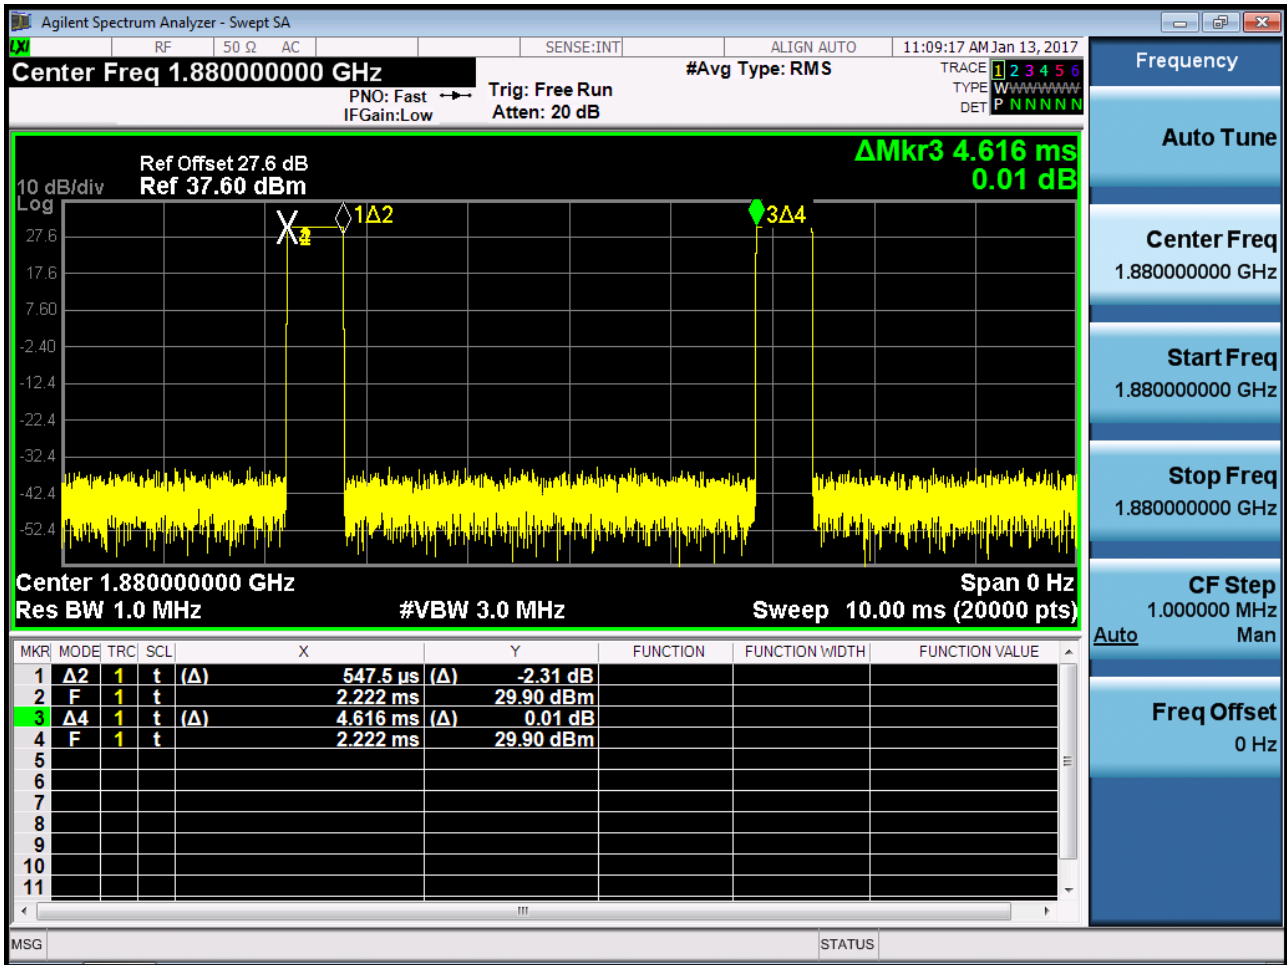 Agilent Spectrum Analyzer - Swept SA
LXI RF 50 Ω AC SENSE:INT ALIGN AUTO 11:09:17 AM Jan 13, 2017
Center Freq 1.880000000 GHz
PNO: Fast
IFGain:Low
Trig: Free Run
Atten: 20 dB
#Avg Type: RMS
TRACE 1 2 3 4 5 6
TYPE WWWWWW
DET P N N N N N
Ref Offset 27.6 dB
Ref 37.60 dBm
10 dB/div
Log
ΔMkr3 4.616 ms
0.01 dB
1Δ2
3Δ4
27.6
17.6
7.60
-2.40
-12.4
-22.4
-32.4
-42.4
-52.4
Center 1.880000000 GHz
Span 0 Hz
Res BW 1.0 MHz
#VBW 3.0 MHz
Sweep 10.00 ms (20000 pts)
MKR MODE TRC SCL X Y FUNCTION FUNCTION WIDTH FUNCTION VALUE
1 Δ2 1 t (Δ) 547.5 µs (Δ) -2.31 dB
2 F 1 t 2.222 ms 29.90 dBm
3 Δ4 1 t (Δ) 4.616 ms (Δ) 0.01 dB
4 F 1 t 2.222 ms 29.90 dBm
5
6
7
8
9
10
11
MSG
STATUS
Frequency
Auto Tune
Center Freq
1.880000000 GHz
Start Freq
1.880000000 GHz
Stop Freq
1.880000000 GHz
CF Step
1.000000 MHz
Auto Man
Freq Offset
0 Hz